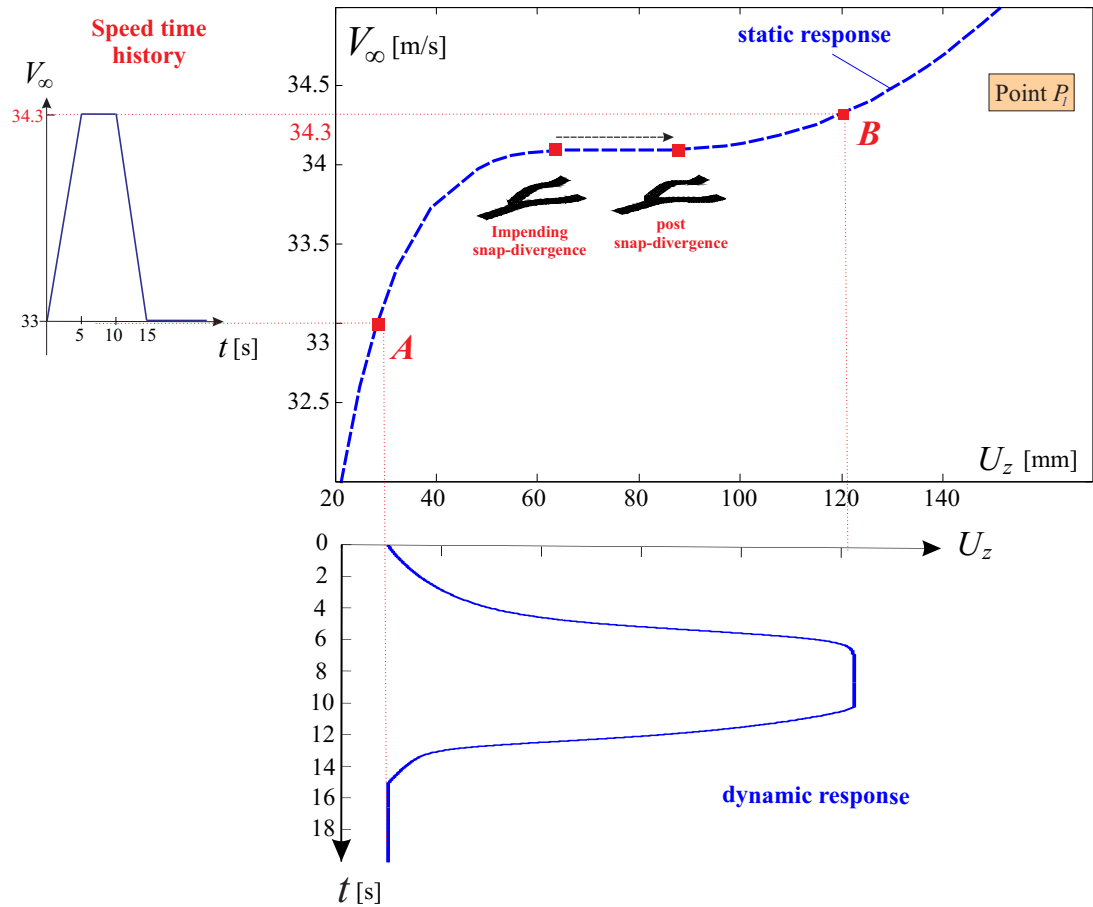 Speed time
history
V∞
34.3
33
5
10
15
t [s]
V∞ [m/s]
34.5
34.3
34
33.5
33
32.5
static response
Point P1
B
Impending
snap-divergence
post
snap-divergence
A
Uz [mm]
20
40
60
80
100
120
140
0
2
4
6
8
10
12
14
16
18
Uz
dynamic response
t [s]